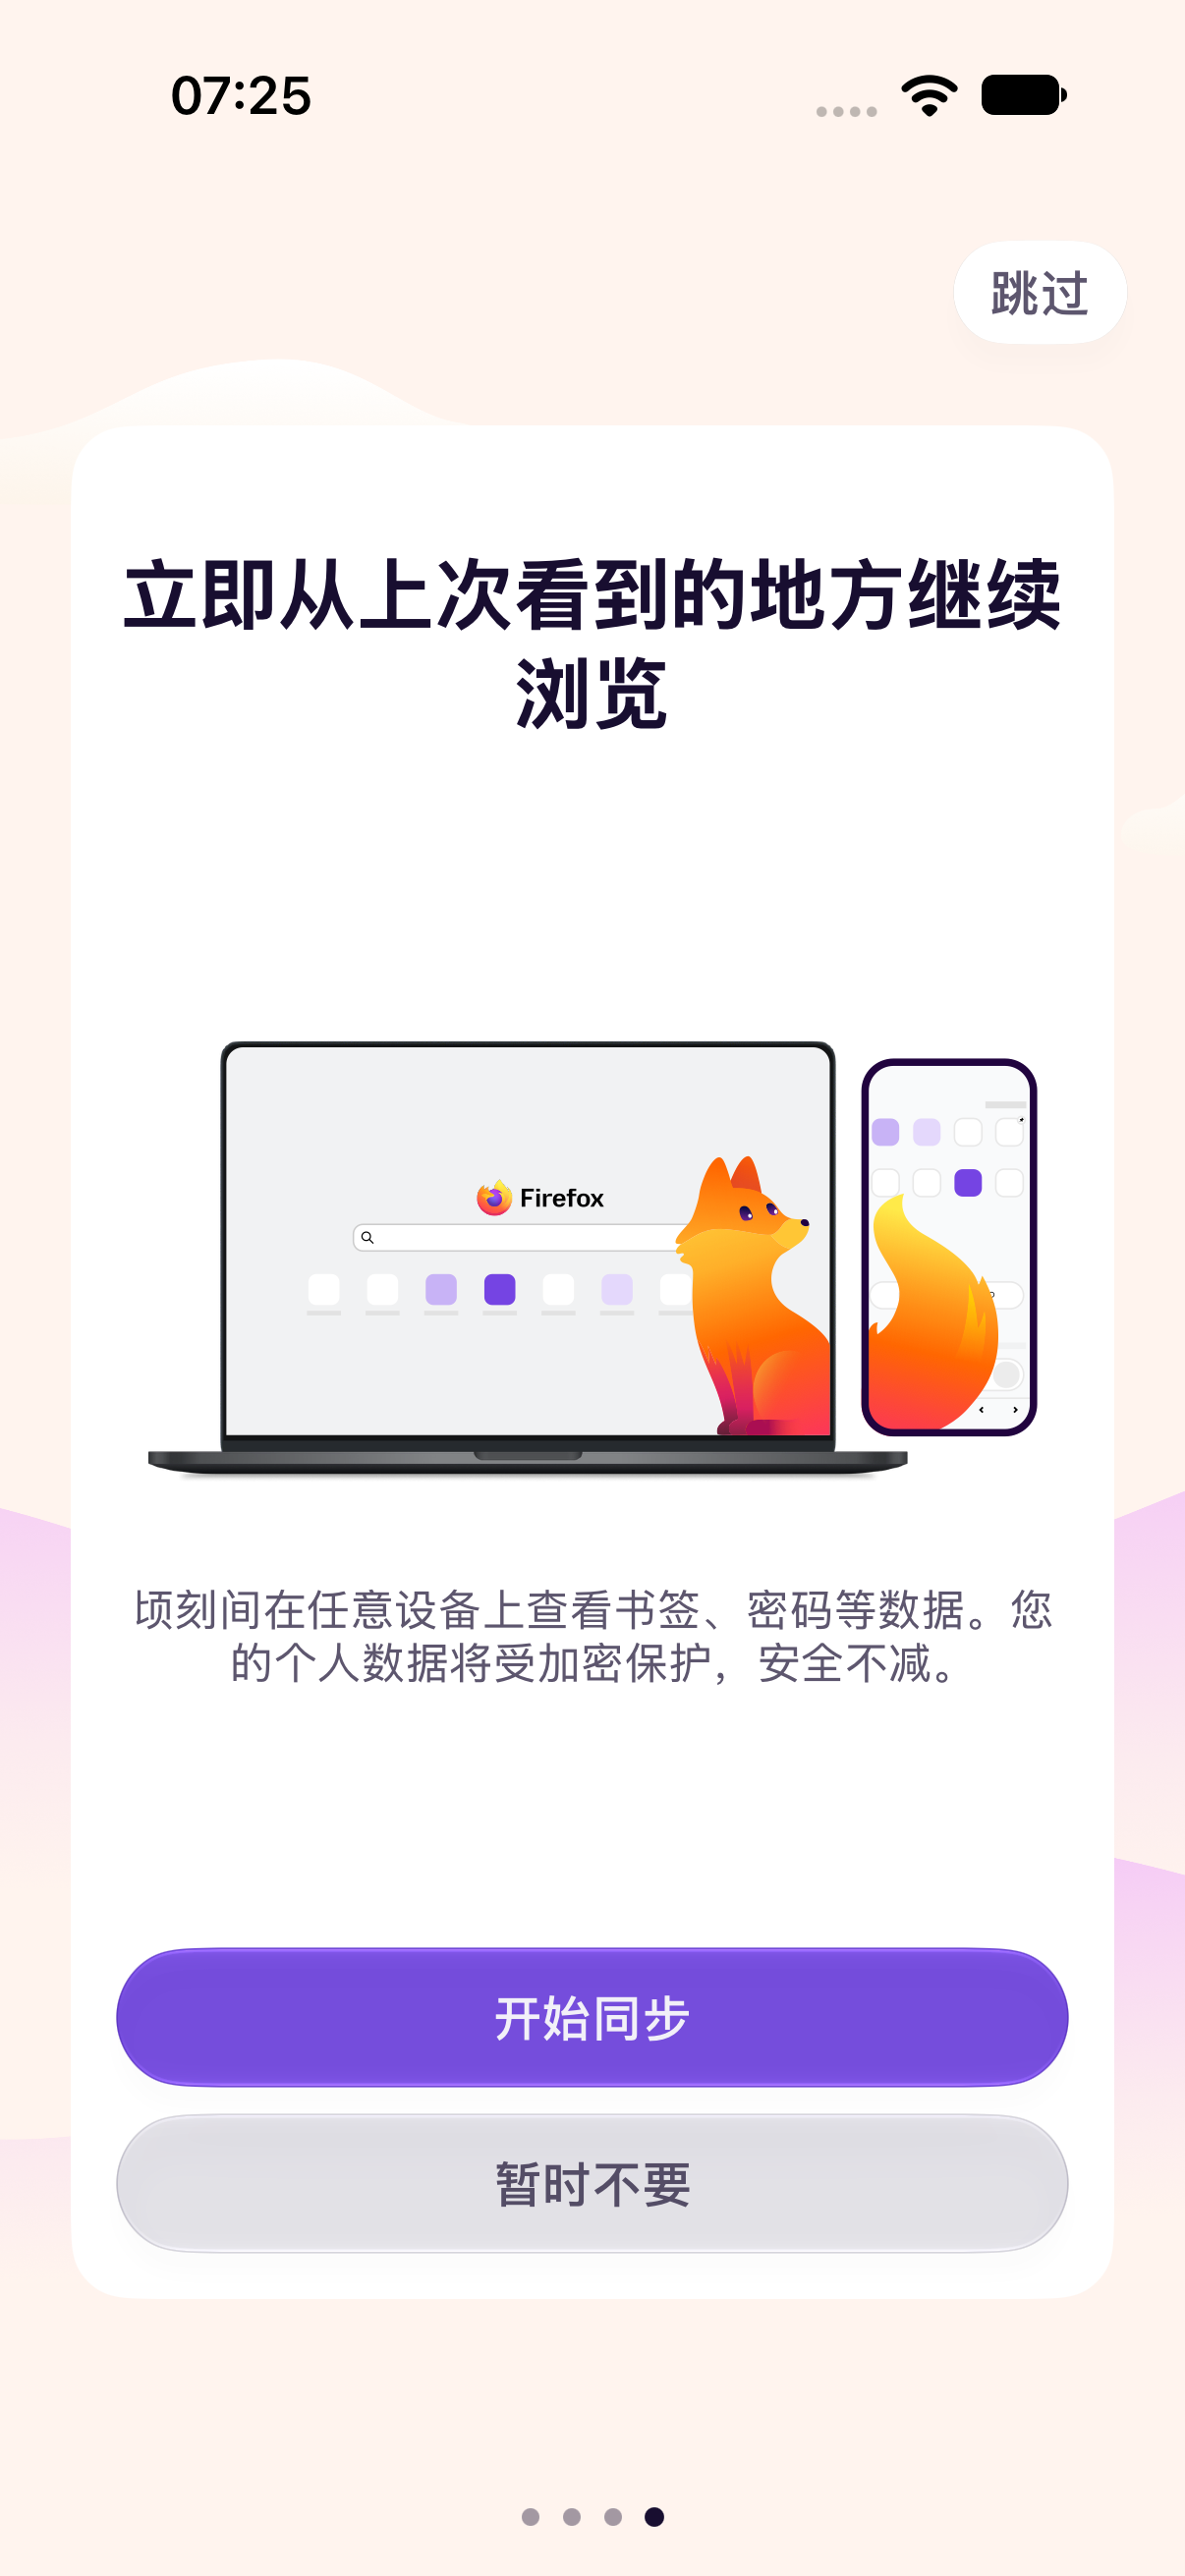 07:25
跳过
立即从上次看到的地方继续
浏览
Firefox
顷刻间在任意设备上查看书签、密码等数据。您
的个人数据将受加密保护，安全不减。
开始同步
暂时不要